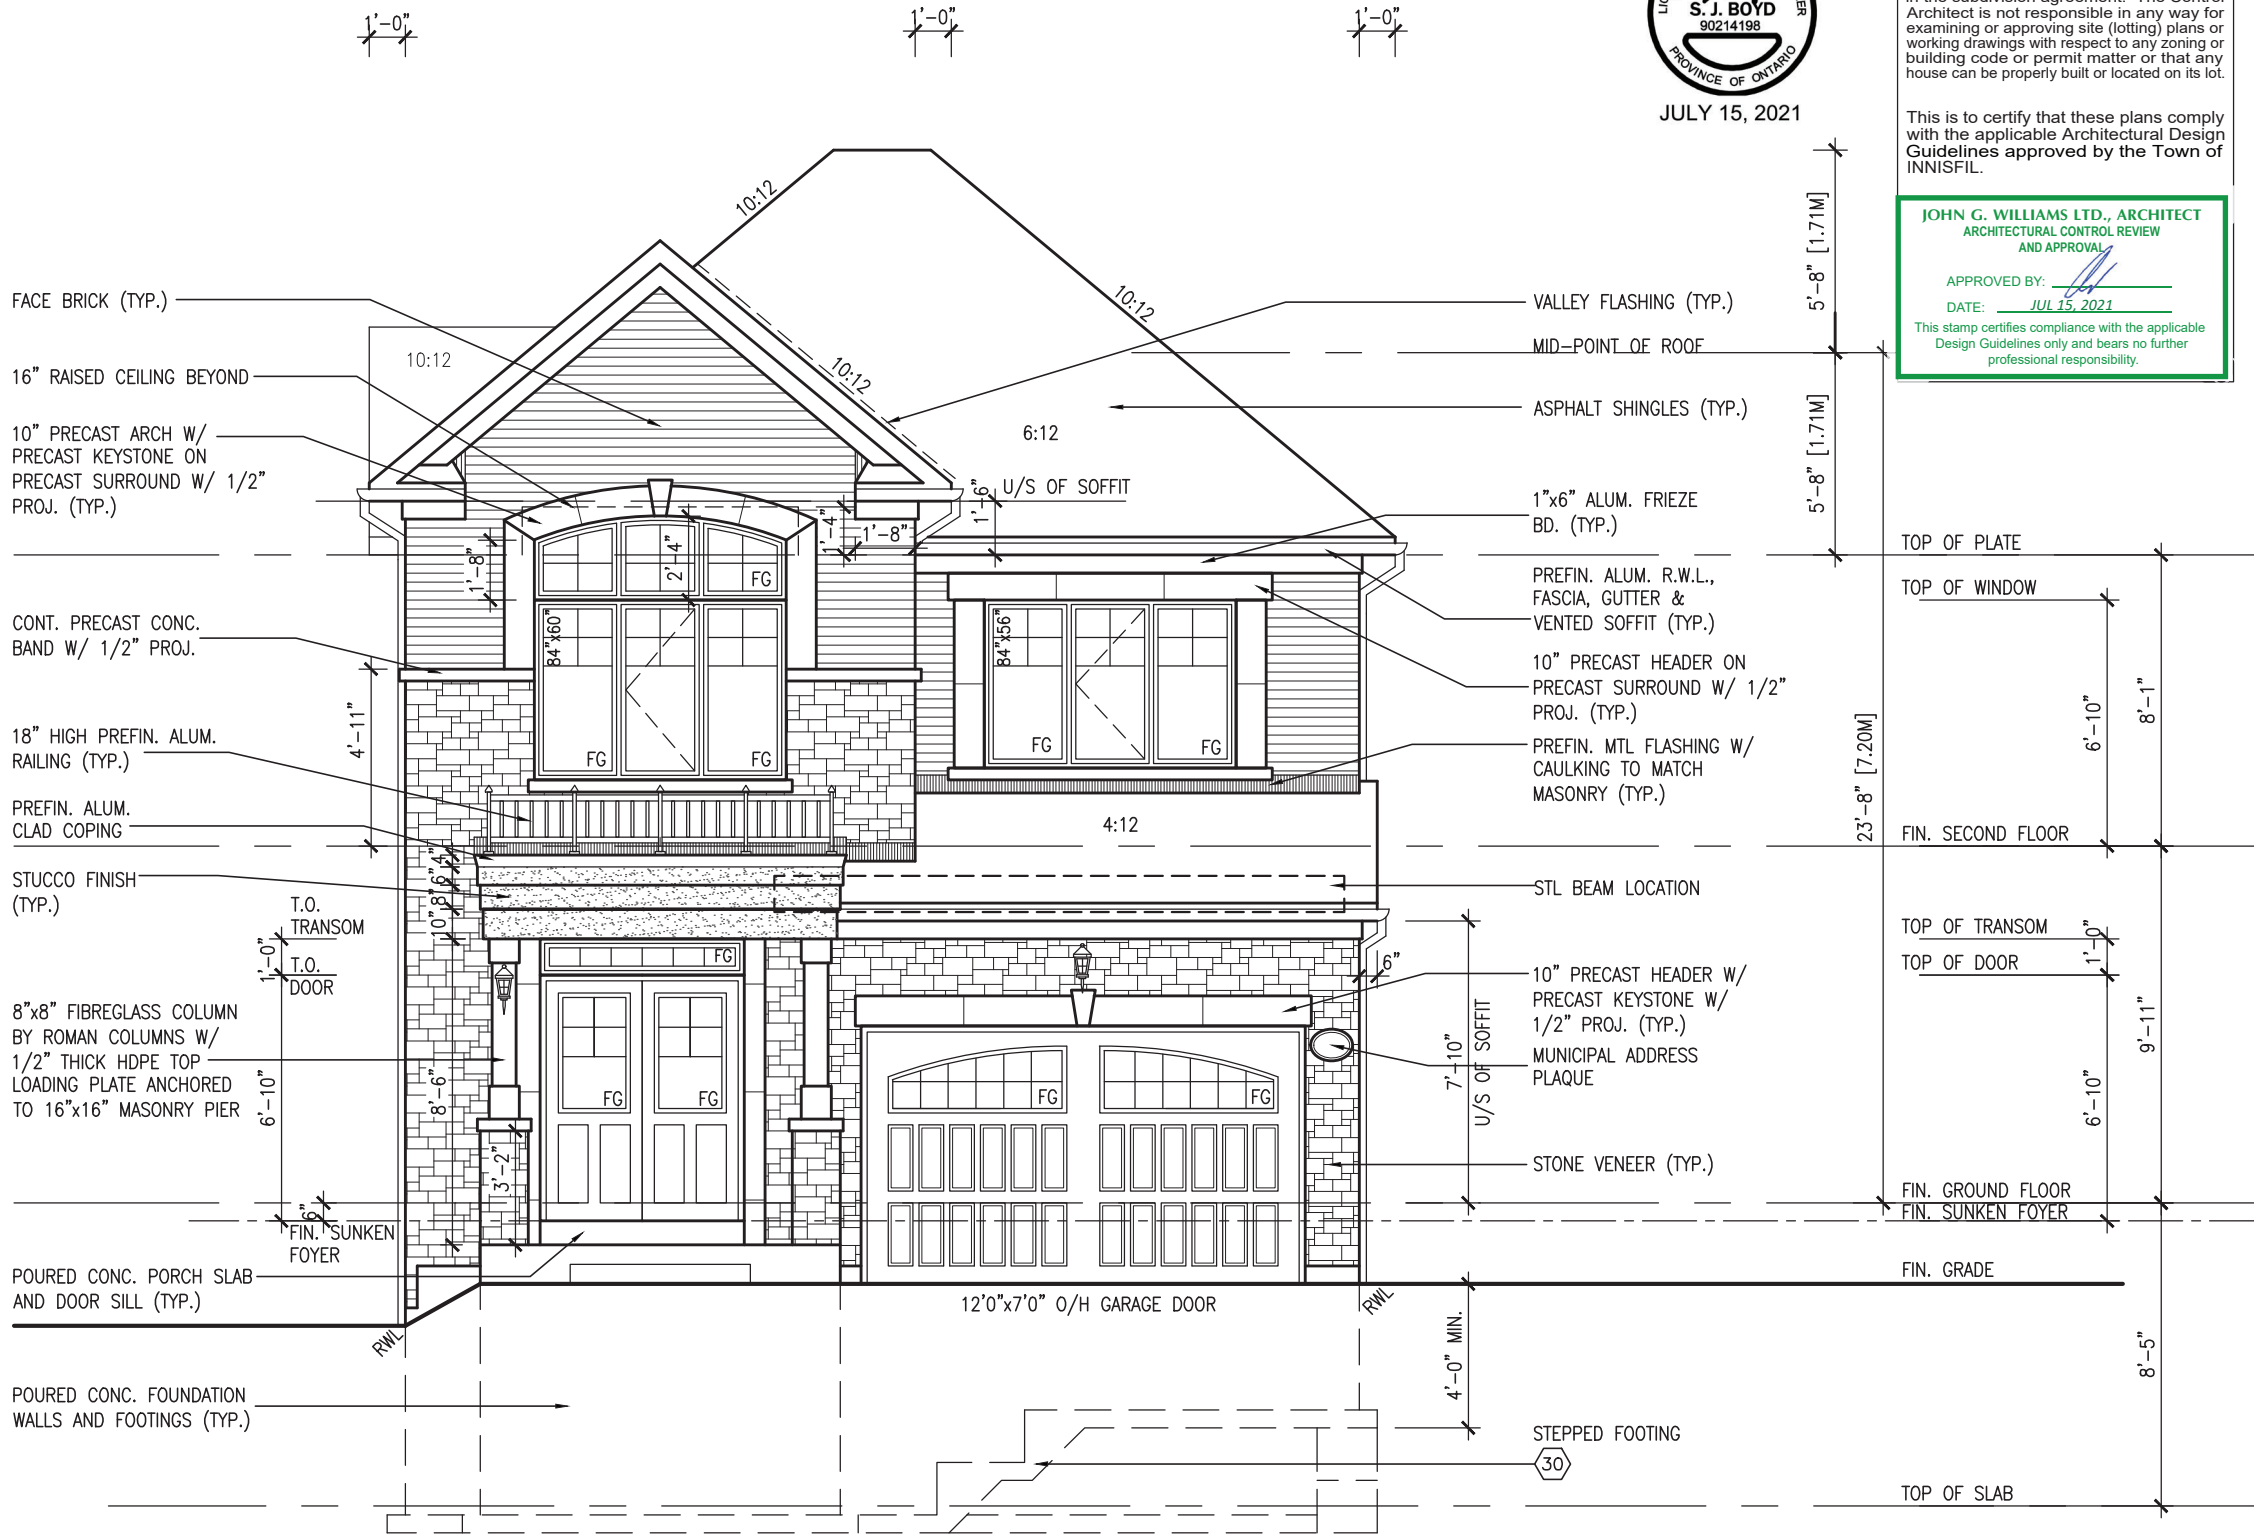 1'-0"
1'-0"
1'-0"
S. J. BOYD
90214198
PROVINCE OF ONTARIO
JULY 15, 2021
Architect is not responsible in any way for
examining or approving site (lotting) plans or
working drawings with respect to any zoning or
building code or permit matter or that any
house can be properly built or located on its lot.
This is to certify that these plans comply
with the applicable Architectural Design
Guidelines approved by the Town of
INNISFIL.
JOHN G. WILLIAMS LTD., ARCHITECT
ARCHITECTURAL CONTROL REVIEW
AND APPROVAL
APPROVED BY:
DATE: JUL 15, 2021
This stamp certifies compliance with the applicable
Design Guidelines only and bears no further
professional responsibility.
FACE BRICK (TYP.)
16" RAISED CEILING BEYOND
10" PRECAST ARCH W/
PRECAST KEYSTONE ON
PRECAST SURROUND W/ 1/2"
PROJ. (TYP.)
CONT. PRECAST CONC.
BAND W/ 1/2" PROJ.
18" HIGH PREFIN. ALUM.
RAILING (TYP.)
PREFIN. ALUM.
CLAD COPING
STUCCO FINISH
(TYP.)
T.O.
TRANSOM
T.O.
DOOR
1'-0"
8"x8" FIBREGLASS COLUMN
BY ROMAN COLUMNS W/
1/2" THICK HDPE TOP
LOADING PLATE ANCHORED
TO 16"x16" MASONRY PIER
6'-10"
6"
FIN. SUNKEN
FOYER
POURED CONC. PORCH SLAB
AND DOOR SILL (TYP.)
RWL
POURED CONC. FOUNDATION
WALLS AND FOOTINGS (TYP.)
10:12
10:12
10:12
10:12
6:12
U/S OF SOFFIT
1'-6"
1'-4"
1'-8"
1'-8"
2'-4"
FG
84"x60"
FG
FG
84"x56"
FG
FG
4'-11"
4:12
4"
6"
8"
10"
8'-6"
3'-2"
FG
FG
FG
FG
FG
6"
12'0"x7'0" O/H GARAGE DOOR
RWL
VALLEY FLASHING (TYP.)
MID-POINT OF ROOF
ASPHALT SHINGLES (TYP.)
1"x6" ALUM. FRIEZE
BD. (TYP.)
PREFIN. ALUM. R.W.L.,
FASCIA, GUTTER &
VENTED SOFFIT (TYP.)
10" PRECAST HEADER ON
PRECAST SURROUND W/ 1/2"
PROJ. (TYP.)
PREFIN. MTL FLASHING W/
CAULKING TO MATCH
MASONRY (TYP.)
STL BEAM LOCATION
10" PRECAST HEADER W/
PRECAST KEYSTONE W/
1/2" PROJ. (TYP.)
MUNICIPAL ADDRESS
PLAQUE
7'-10"
U/S OF SOFFIT
STONE VENEER (TYP.)
4'-0" MIN.
STEPPED FOOTING
30
5'-8" [1.71M]
5'-8" [1.71M]
23'-8" [7.20M]
TOP OF PLATE
TOP OF WINDOW
6'-10"
8'-1"
FIN. SECOND FLOOR
TOP OF TRANSOM
1'-0"
TOP OF DOOR
9'-11"
6'-10"
FIN. GROUND FLOOR
FIN. SUNKEN FOYER
FIN. GRADE
8'-5"
TOP OF SLAB